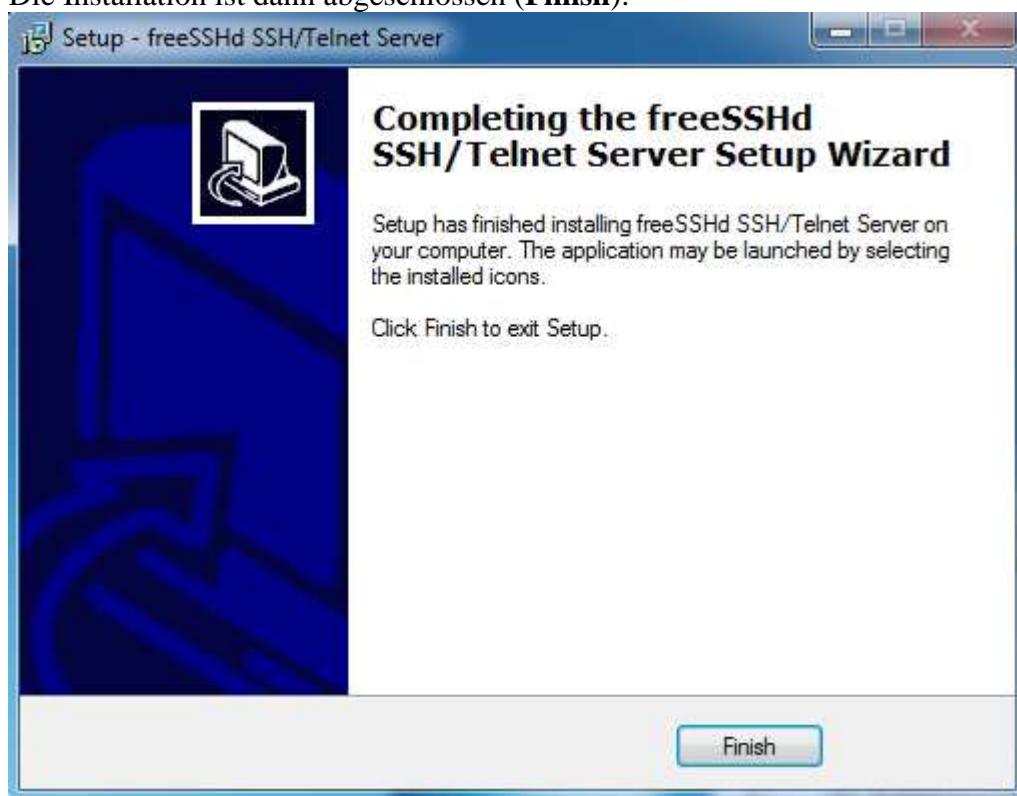 Die Installation ist dann abgeschlossen (Finish).
Setup - freeSSHd SSH/Telnet Server
Completing the freeSSHd
SSH/Telnet Server Setup Wizard
Setup has finished installing freeSSHd SSH/Telnet Server on
your computer. The application may be launched by selecting
the installed icons.
Click Finish to exit Setup.
Finish